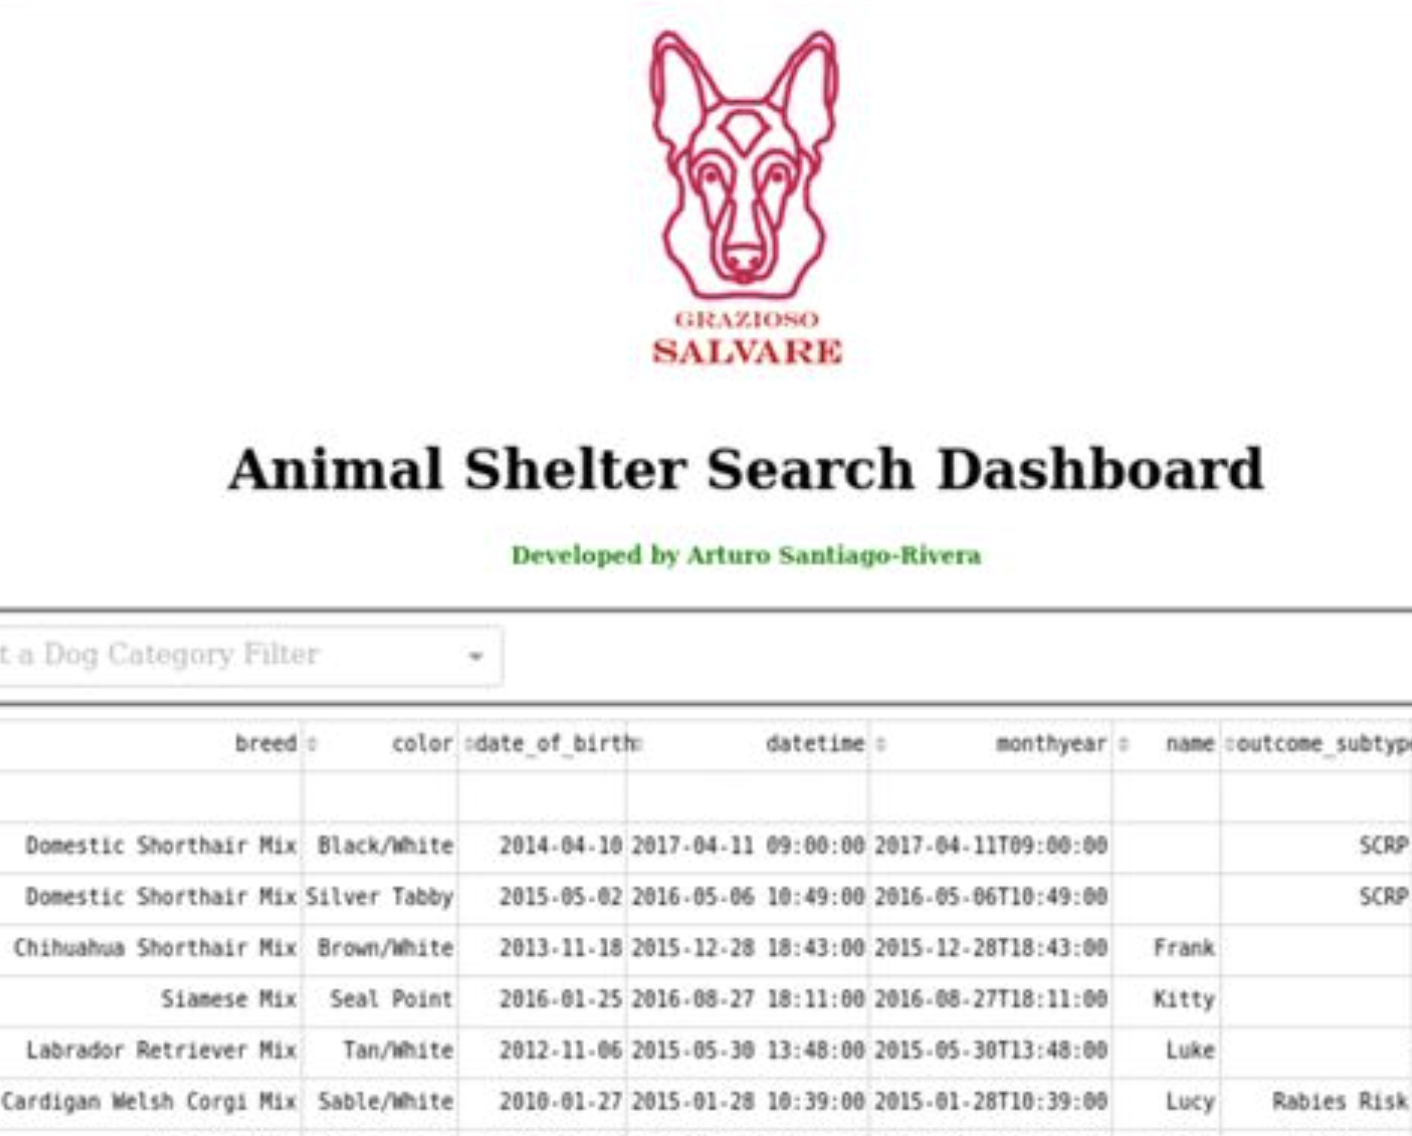 GRAZIOSO
SALVARE
Animal Shelter Search Dashboard
Developed by Arturo Santiago-Rivera
t a Dog Category Filter
breed color date_of_birth datetime monthyear name outcome_subtype
Domestic Shorthair Mix Black/White 2014-04-10 2017-04-11 09:00:00 2017-04-11T09:00:00 SCRP
Domestic Shorthair Mix Silver Tabby 2015-05-02 2016-05-06 10:49:00 2016-05-06T10:49:00 SCRP
Chihuahua Shorthair Mix Brown/White 2013-11-18 2015-12-28 18:43:00 2015-12-28T18:43:00 Frank
Siamese Mix Seal Point 2016-01-25 2016-08-27 18:11:00 2016-08-27T18:11:00 Kitty
Labrador Retriever Mix Tan/White 2012-11-06 2015-05-30 13:48:00 2015-05-30T13:48:00 Luke
Cardigan Welsh Corgi Mix Sable/White 2010-01-27 2015-01-28 10:39:00 2015-01-28T10:39:00 Lucy Rabies Risk